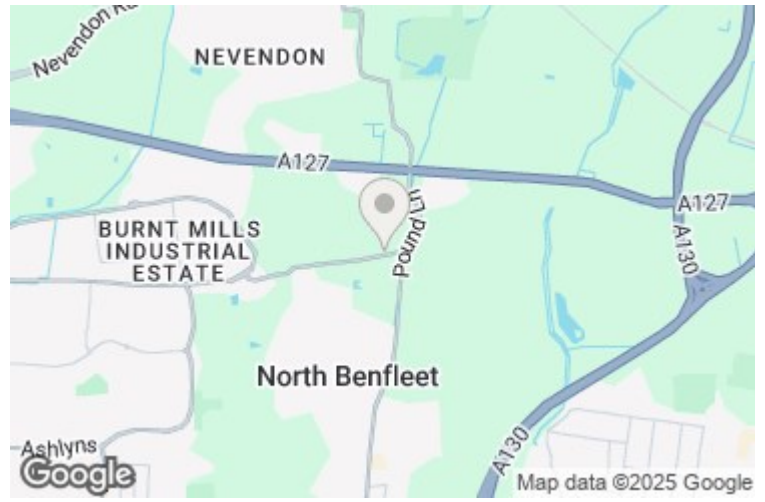 Nevendon Rd
NEVENDON
A127
Pound Ln
A127
BURNT MILLS
INDUSTRIAL
ESTATE
A130
North Benfleet
Ashlyns
A130
Google
Map data ©2025 Google